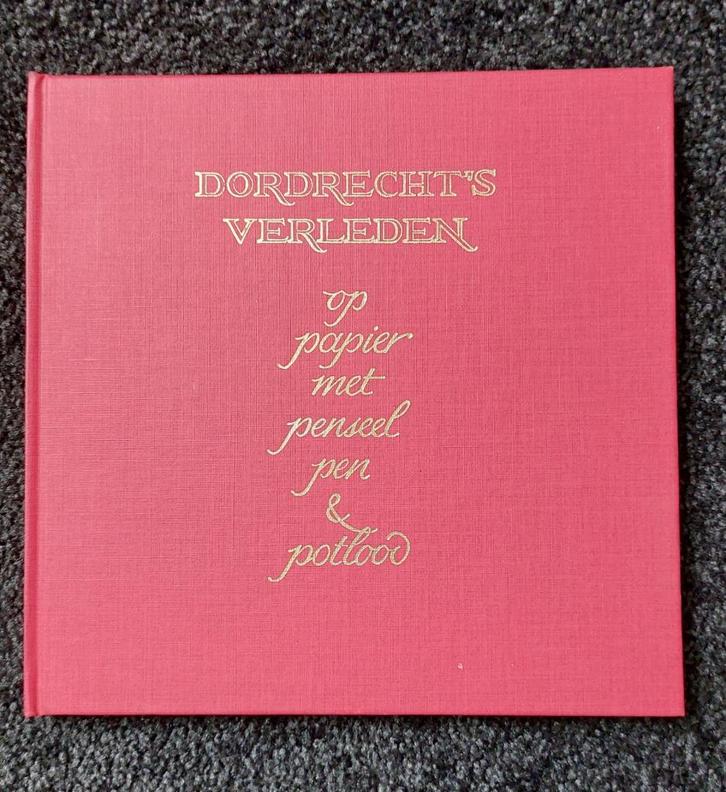 DORDRECHT'S
VERLEDEN
op
papier
met
penseel
pen
&
potlood